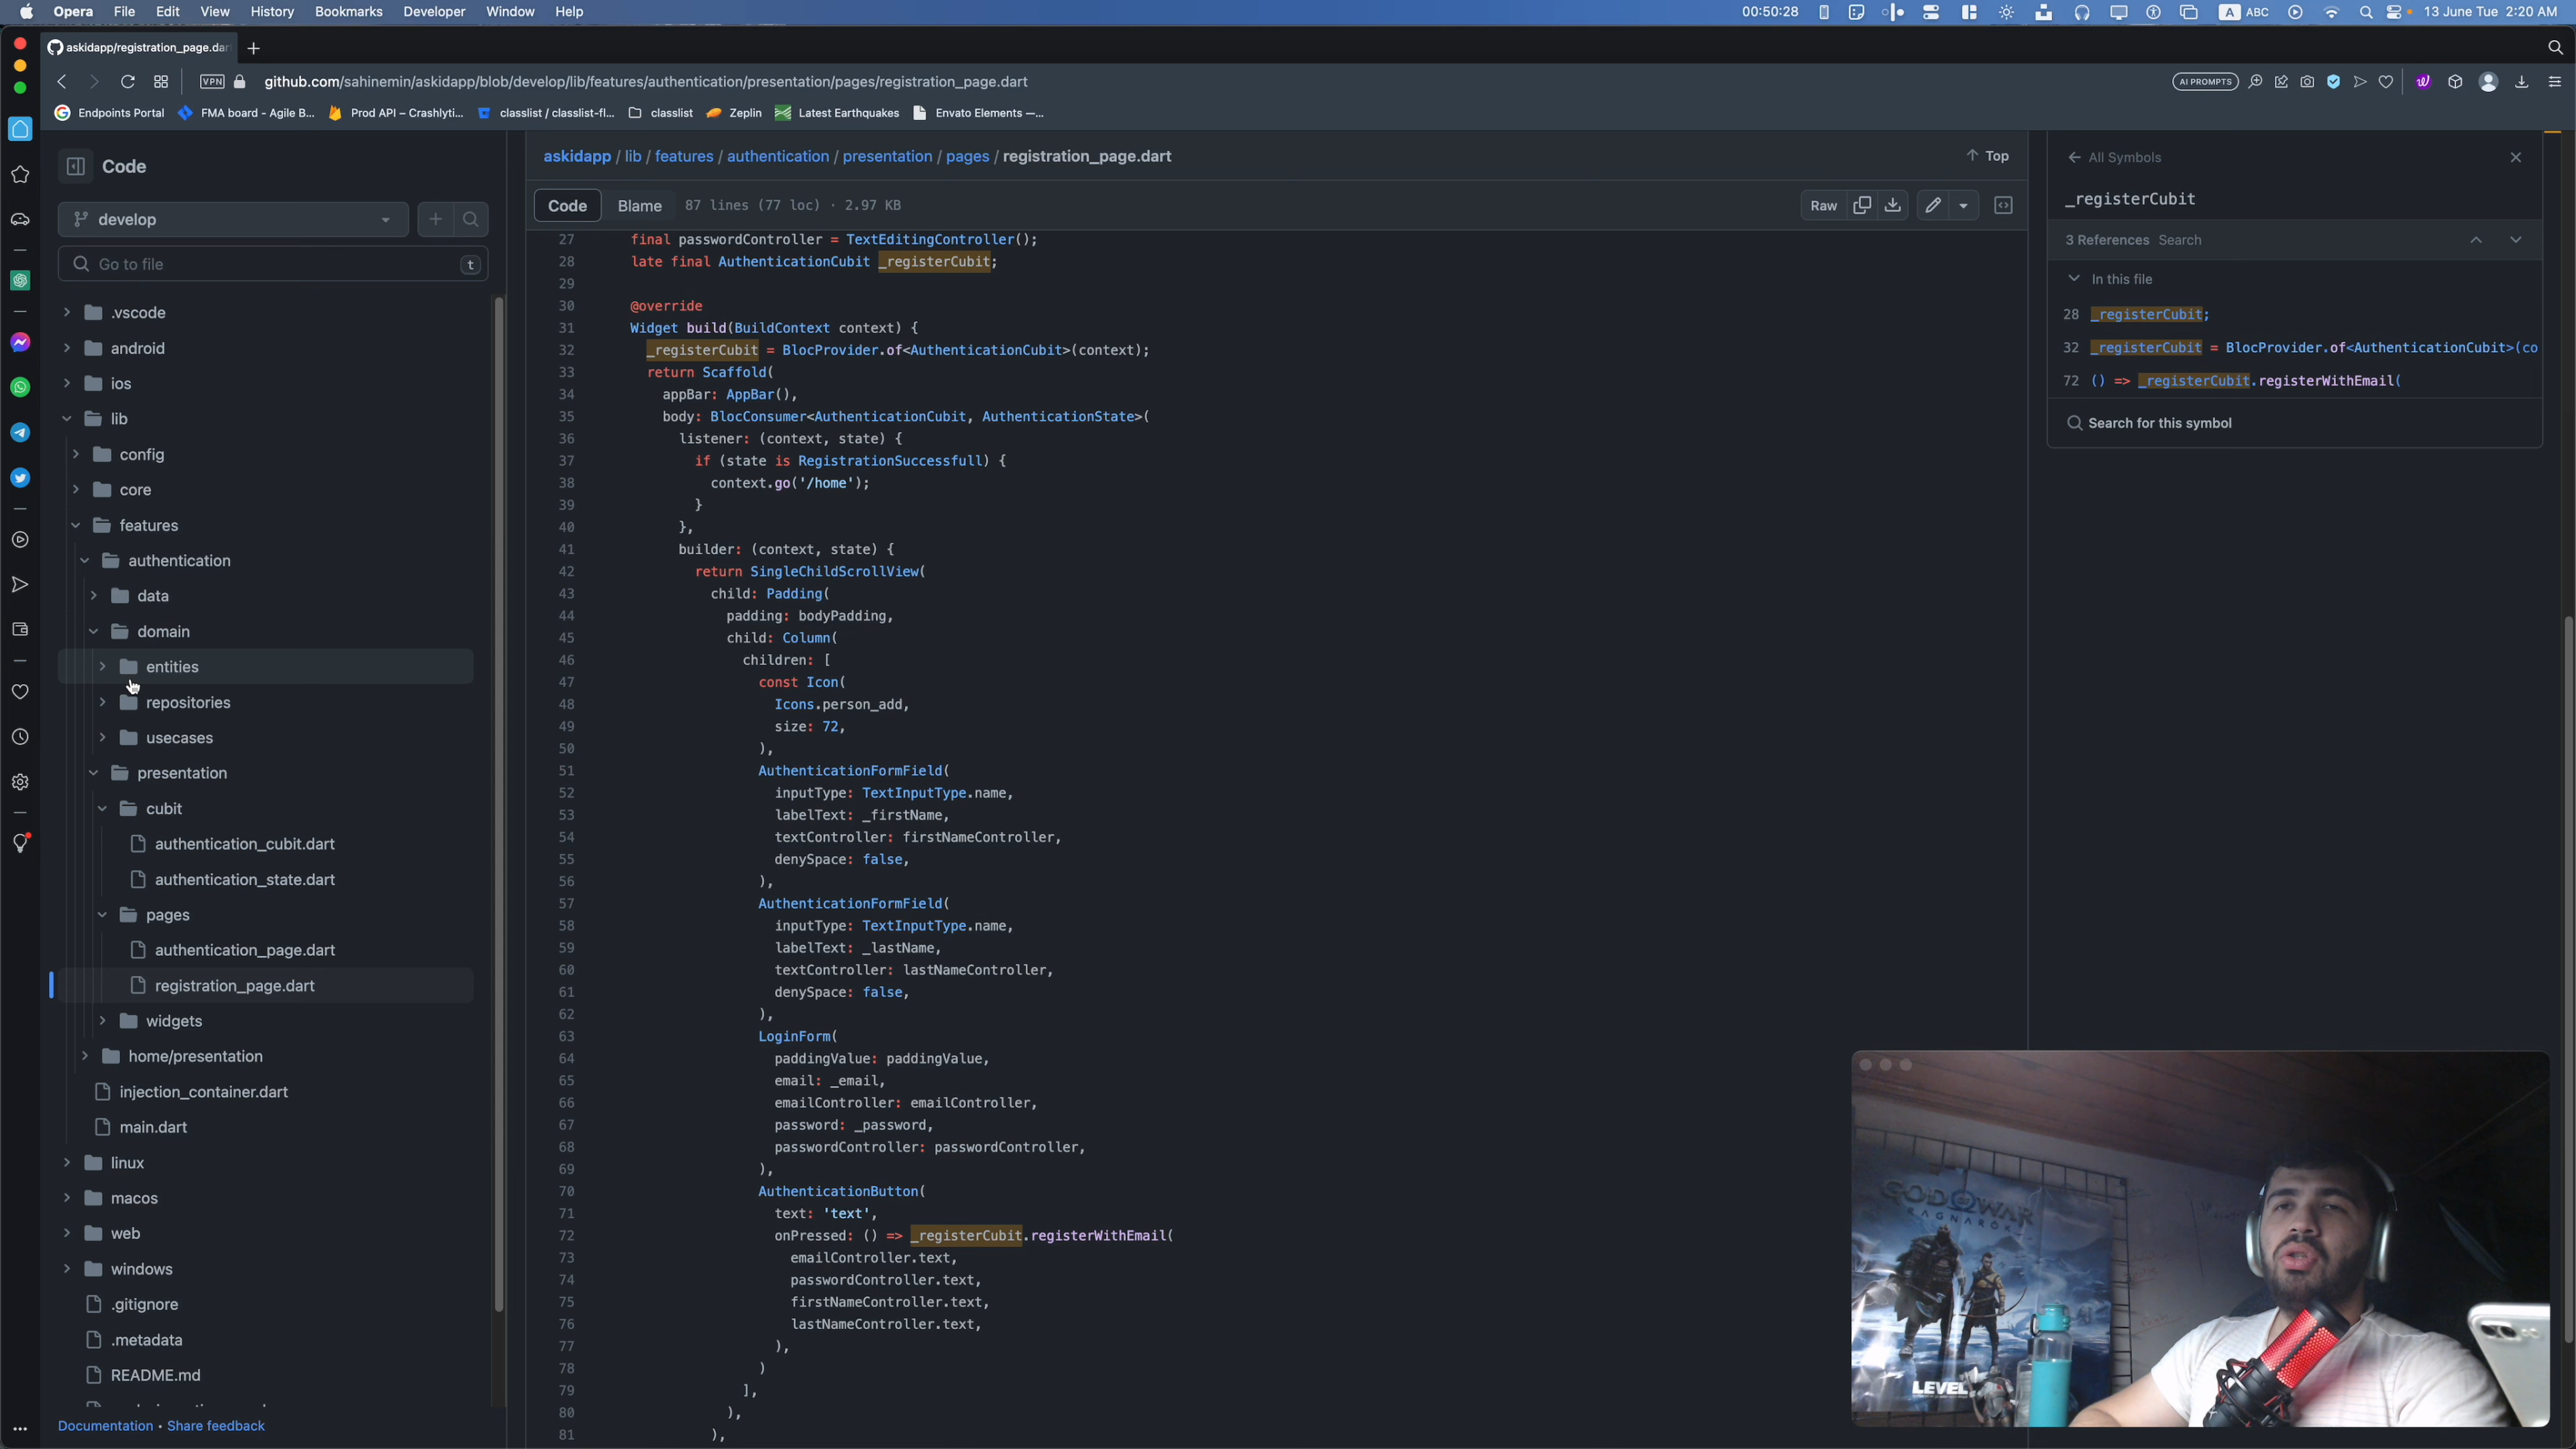 Opera File Edit View History Bookmarks Developer Window Help
00:50:28 A ABC 13 June Tue 2:20 AM
askidapp/registration_page.dar
VPN github.com/sahinemin/askidapp/blob/develop/lib/features/authentication/presentation/pages/registration_page.dart AI PROMPTS
Endpoints Portal FMA board - Agile B... Prod API – Crashlyti... classlist / classlist-fl... classlist Zeplin Latest Earthquakes Envato Elements —...
Code
develop
Go to file t
.vscode
android
ios
lib
config
core
features
authentication
data
domain
entities
repositories
usecases
presentation
cubit
authentication_cubit.dart
authentication_state.dart
pages
authentication_page.dart
registration_page.dart
widgets
home/presentation
injection_container.dart
main.dart
linux
macos
web
windows
.gitignore
.metadata
README.md
Documentation • Share feedback
askidapp / lib / features / authentication / presentation / pages / registration_page.dart
Top
Code Blame 87 lines (77 loc) · 2.97 KB
Raw
27 final passwordController = TextEditingController();
28 late final AuthenticationCubit _registerCubit;
29
30 @override
31 Widget build(BuildContext context) {
32 _registerCubit = BlocProvider.of<AuthenticationCubit>(context);
33 return Scaffold(
34 appBar: AppBar(),
35 body: BlocConsumer<AuthenticationCubit, AuthenticationState>(
36 listener: (context, state) {
37 if (state is RegistrationSuccessfull) {
38 context.go('/home');
39 }
40 },
41 builder: (context, state) {
42 return SingleChildScrollView(
43 child: Padding(
44 padding: bodyPadding,
45 child: Column(
46 children: [
47 const Icon(
48 Icons.person_add,
49 size: 72,
50 ),
51 AuthenticationFormField(
52 inputType: TextInputType.name,
53 labelText: _firstName,
54 textController: firstNameController,
55 denySpace: false,
56 ),
57 AuthenticationFormField(
58 inputType: TextInputType.name,
59 labelText: _lastName,
60 textController: lastNameController,
61 denySpace: false,
62 ),
63 LoginForm(
64 paddingValue: paddingValue,
65 email: _email,
66 emailController: emailController,
67 password: _password,
68 passwordController: passwordController,
69 ),
70 AuthenticationButton(
71 text: 'text',
72 onPressed: () => _registerCubit.registerWithEmail(
73 emailController.text,
74 passwordController.text,
75 firstNameController.text,
76 lastNameController.text,
77 ),
78 )
79 ],
80 ),
81 ),
All Symbols
_registerCubit
3 References Search
In this file
28 _registerCubit;
32 _registerCubit = BlocProvider.of<AuthenticationCubit>(co
72 () => _registerCubit.registerWithEmail(
Search for this symbol
GOD OF WAR
RAGNARÖK
LEVEL